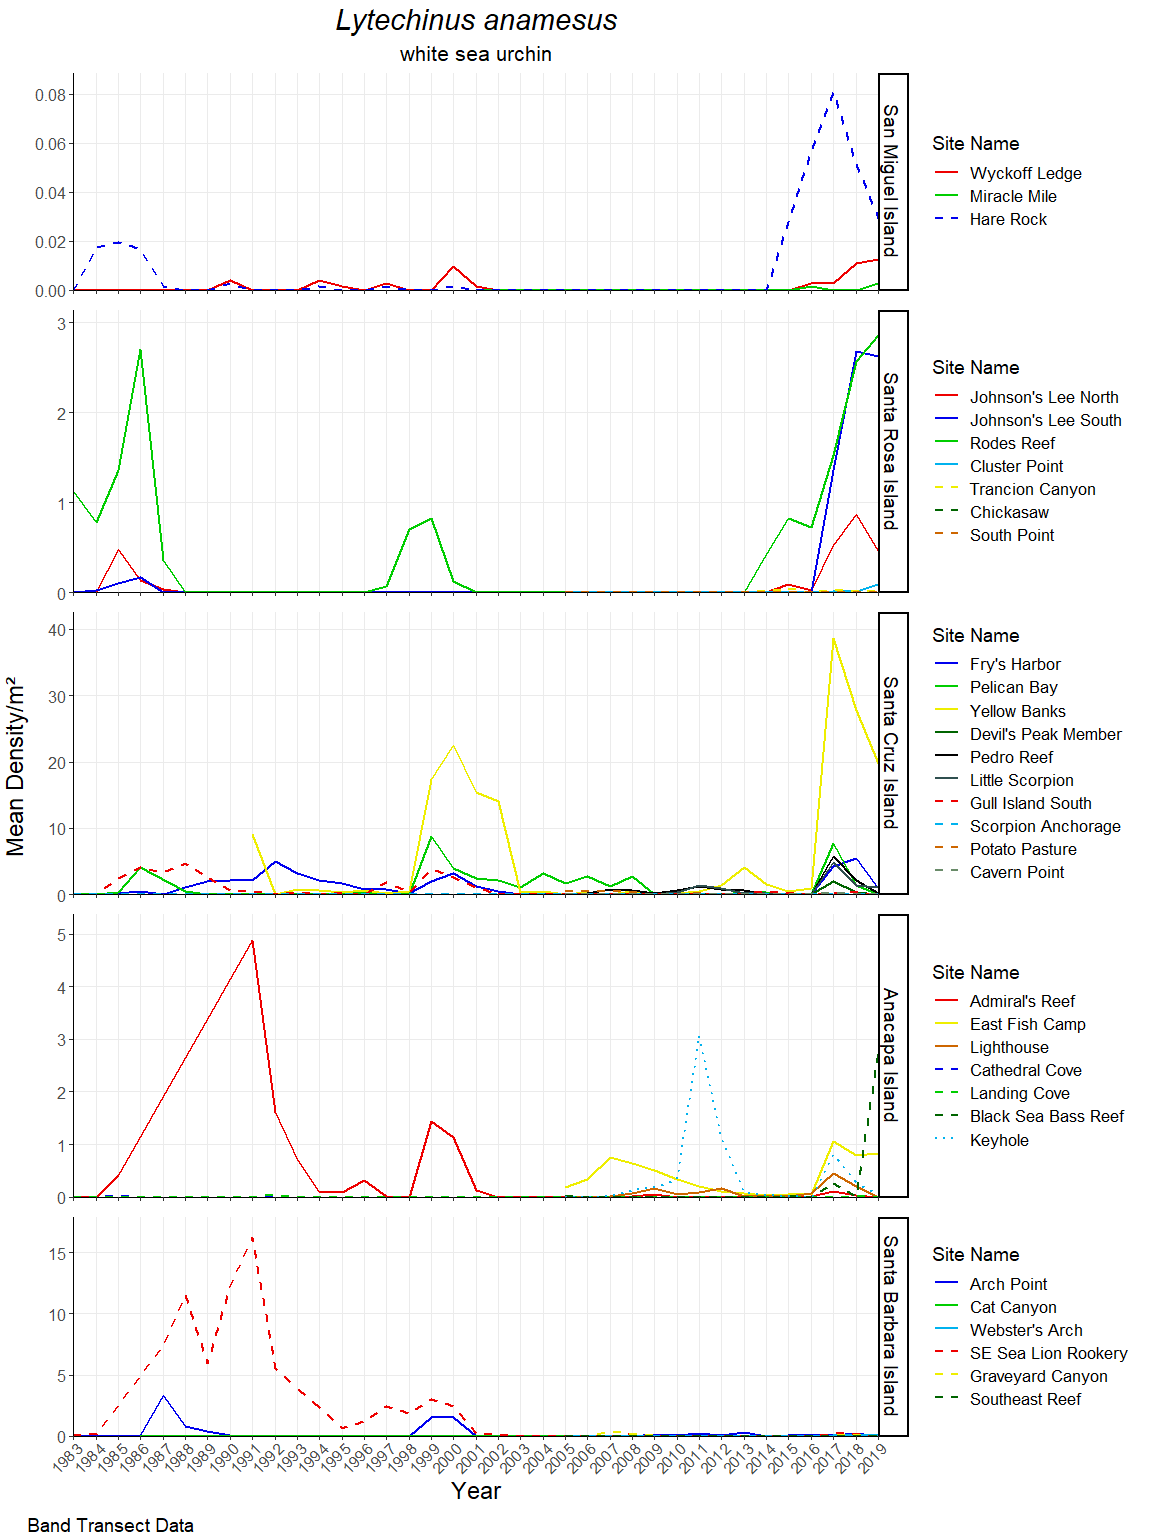 Lytechinus anamesus
white sea urchin
Mean Density/m²
0.08
0.06
0.04
0.02
0.00
San Miguel Island
Site Name
Wyckoff Ledge
Miracle Mile
Hare Rock
3
2
1
0
Santa Rosa Island
Site Name
Johnson's Lee North
Johnson's Lee South
Rodes Reef
Cluster Point
Trancion Canyon
Chickasaw
South Point
40
30
20
10
0
Santa Cruz Island
Site Name
Fry's Harbor
Pelican Bay
Yellow Banks
Devil's Peak Member
Pedro Reef
Little Scorpion
Gull Island South
Scorpion Anchorage
Potato Pasture
Cavern Point
5
4
3
2
1
0
Anacapa Island
Site Name
Admiral's Reef
East Fish Camp
Lighthouse
Cathedral Cove
Landing Cove
Black Sea Bass Reef
Keyhole
15
10
5
0
Santa Barbara Island
Site Name
Arch Point
Cat Canyon
Webster's Arch
SE Sea Lion Rookery
Graveyard Canyon
Southeast Reef
1983 1984 1985 1986 1987 1988 1989 1990 1991 1992 1993 1994 1995 1996 1997 1998 1999 2000 2001 2002 2003 2004 2005 2006 2007 2008 2009 2010 2011 2012 2013 2014 2015 2016 2017 2018 2019
Year
Band Transect Data